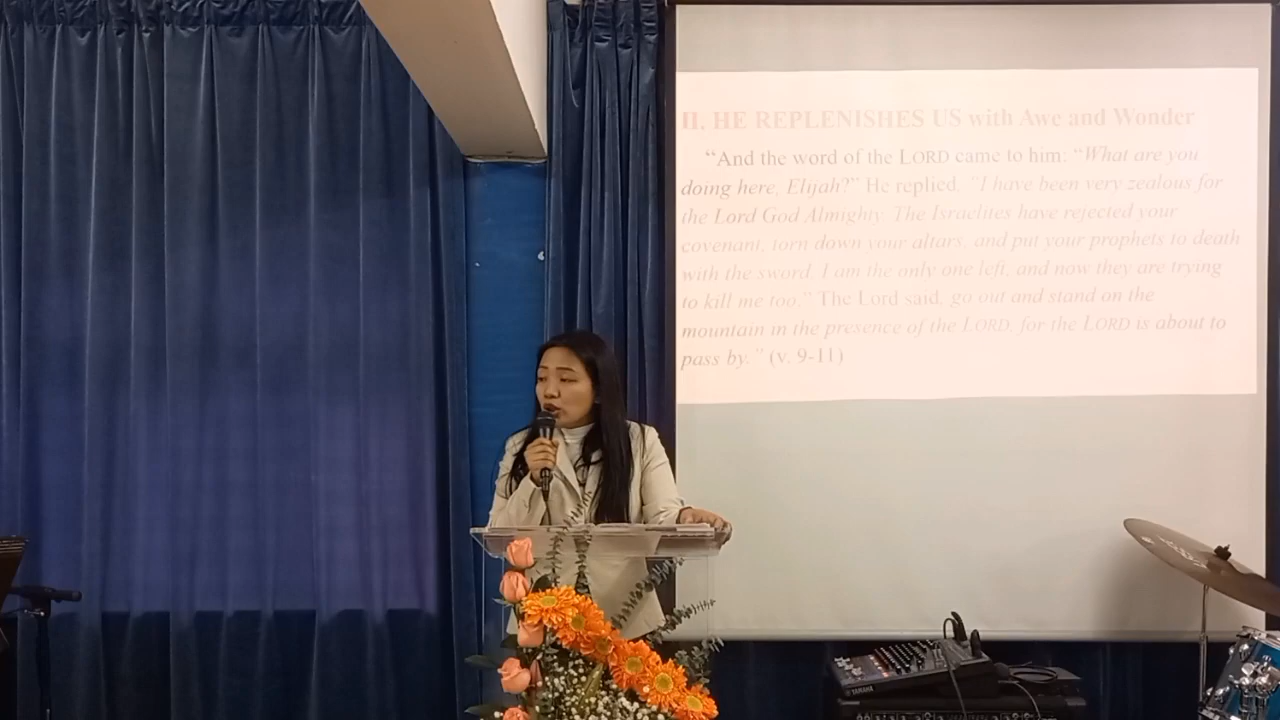 II. HE REPLENISHES US with Awe and Wonder
“And the word of the LORD came to him: “What are you
doing here, Elijah?” He replied. “I have been very zealous for
the Lord God Almighty. The Israelites have rejected your
covenant, torn down your altars, and put your prophets to death
with the sword. I am the only one left, and now they are trying
to kill me too.” The Lord said. go out and stand on the
mountain in the presence of the LORD, for the LORD is about to
pass by.” (v. 9-11)
YAMAHA